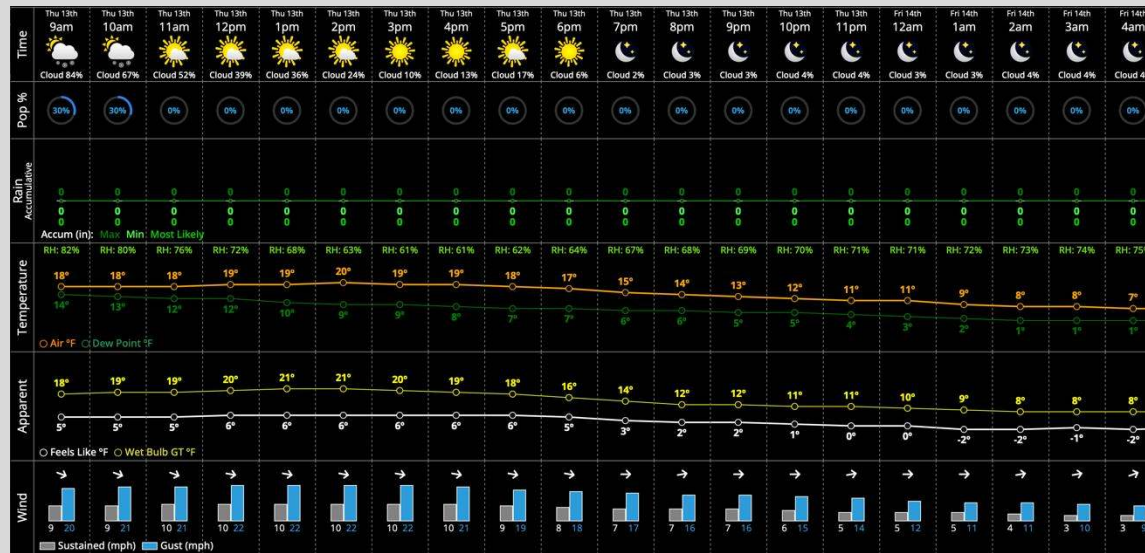 Time
Thu 13th Thu 13th Thu 13th Thu 13th Thu 13th Thu 13th Thu 13th Thu 13th Thu 13th Thu 13th Thu 13th Thu 13th Thu 13th Thu 13th Thu 13th Fri 14th Fri 14th Fri 14th Fri 14th Fri 14th
9am 10am 11am 12pm 1pm 2pm 3pm 4pm 5pm 6pm 7pm 8pm 9pm 10pm 11pm 12am 1am 2am 3am 4am
Cloud 84% Cloud 67% Cloud 52% Cloud 39% Cloud 36% Cloud 24% Cloud 10% Cloud 13% Cloud 17% Cloud 6% Cloud 2% Cloud 3% Cloud 3% Cloud 4% Cloud 4% Cloud 3% Cloud 3% Cloud 4% Cloud 4% Cloud 4
Pop %
30% 30% 0% 0% 0% 0% 0% 0% 0% 0% 0% 0% 0% 0% 0% 0% 0% 0% 0% 0%
Rain
Accumulative
0 0 0 0 0 0 0 0 0 0 0 0 0 0 0 0 0 0 0 0
0 0 0 0 0 0 0 0 0 0 0 0 0 0 0 0 0 0 0 0
0 0 0 0 0 0 0 0 0 0 0 0 0 0 0 0 0 0 0 0
Accum (in): Max Min Most Likely
Temperature
RH: 82% RH: 80% RH: 76% RH: 72% RH: 68% RH: 63% RH: 61% RH: 61% RH: 62% RH: 64% RH: 67% RH: 68% RH: 69% RH: 70% RH: 71% RH: 71% RH: 72% RH: 73% RH: 74% RH: 75%
18° 18° 18° 19° 19° 20° 19° 19° 18° 17° 15° 14° 13° 12° 11° 11° 9° 8° 8° 7°
14° 13° 12° 12° 10° 9° 9° 8° 7° 7° 6° 6° 5° 5° 4° 3° 2° 1° 1° 1°
Air °F Dew Point °F
Apparent
18° 19° 19° 20° 21° 21° 20° 19° 18° 16° 14° 12° 12° 11° 11° 10° 9° 8° 8° 8°
5° 5° 5° 6° 6° 6° 6° 6° 6° 5° 3° 2° 2° 1° 0° 0° -2° -2° -1° -2°
Feels Like °F Wet Bulb GT °F
Wind
9 20 9 21 10 21 10 22 10 22 10 22 10 22 10 21 9 19 8 18 7 17 7 16 7 16 6 15 5 14 5 12 5 11 4 11 3 10 3 9
Sustained (mph) Gust (mph)